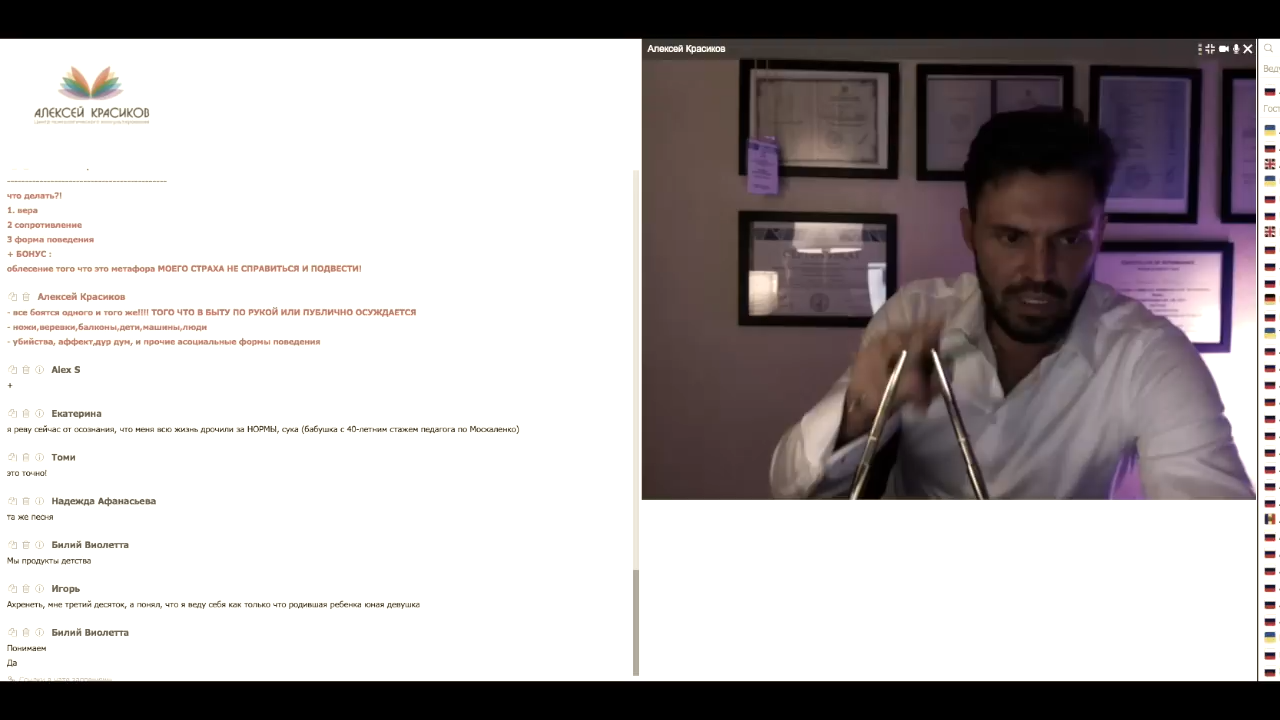 АЛЕКСЕЙ КРАСИКОВ
что делать?!
1. вера
2 сопротивление
3 форма поведения
+ БОНУС :
облесение того что это метафора МОЕГО СТРАХА НЕ СПРАВИТЬСЯ И ПОДВЕСТИ!
Алексей Красиков
- все боятся одного и того же!!!! ТОГО ЧТО В БЫТУ ПО РУКОЙ ИЛИ ПУБЛИЧНО ОСУЖДАЕТСЯ
- ножи,веревки,балконы,дети,машины,люди
- убийства, аффект,дур дум, и прочие асоциальные формы поведения
Alex S
+
Екатерина
я реву сейчас от осознания, что меня всю жизнь дрочили за НОРМЫ, сука (бабушка с 40-летним стажем педагога по Москаленко)
Томи
это точно!
Надежда Афанасьева
та же песня
Билий Виолетта
Мы продукты детства
Игорь
Ахренеть, мне третий десяток, а понял, что я веду себя как только что родившая ребенка юная девушка
Билий Виолетта
Понимаем
Да
Алексей Красиков
Вед
Гост